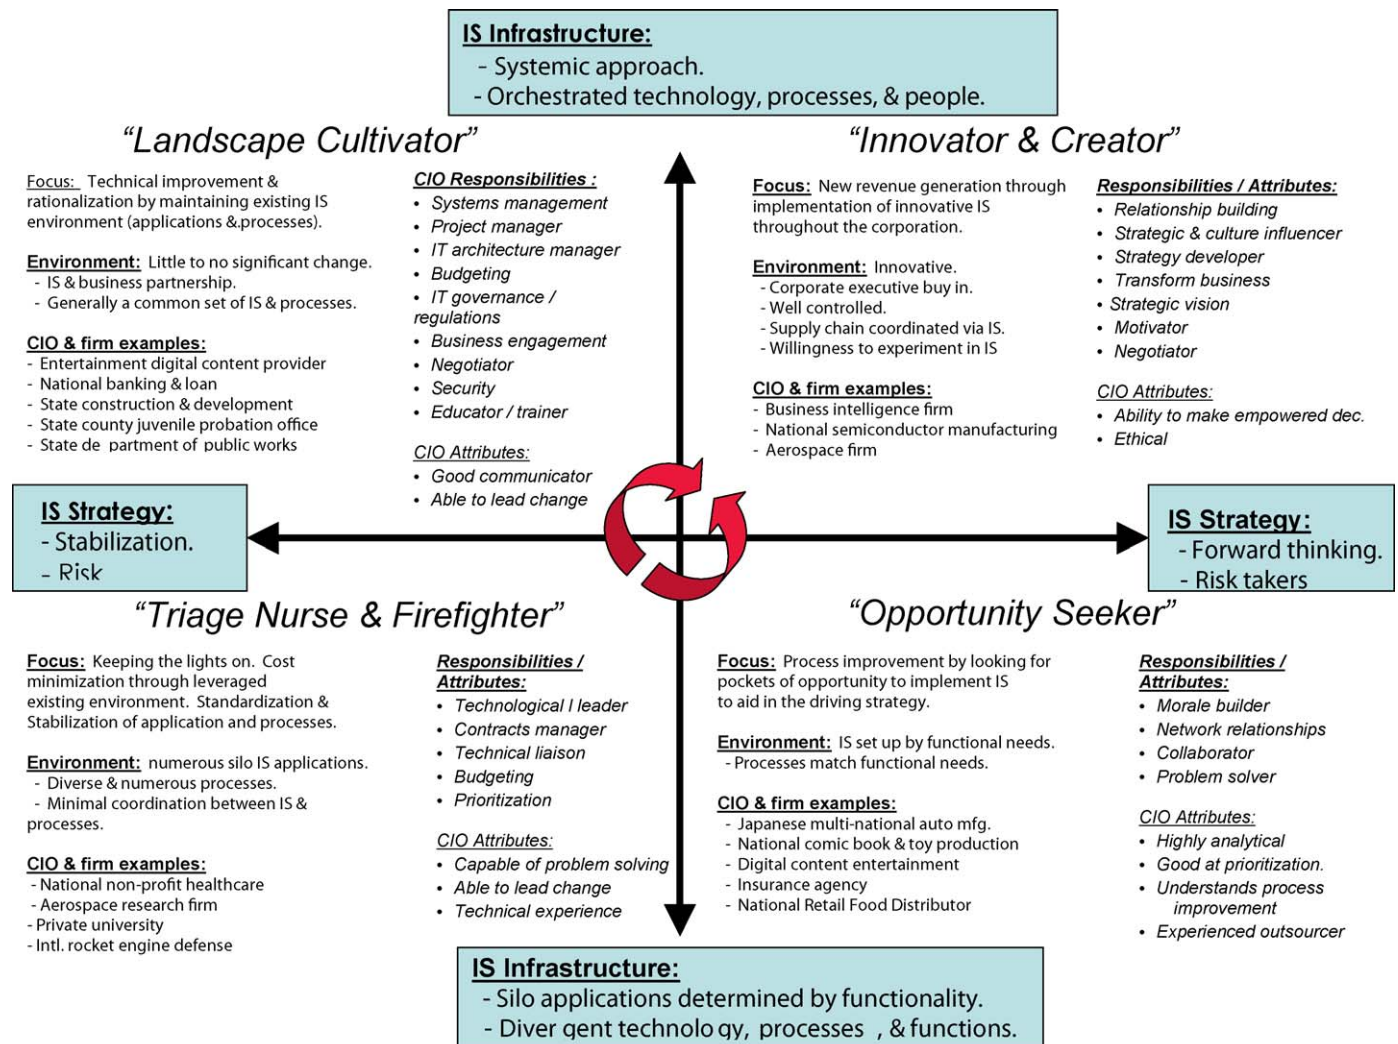 IS Infrastructure:
- Systemic approach.
- Orchestrated technology, processes, & people.
“Landscape Cultivator”
Focus: Technical improvement &
rationalization by maintaining existing IS
environment (applications &.processes).
Environment: Little to no significant change.
- IS & business partnership.
- Generally a common set of IS & processes.
CIO & firm examples:
- Entertainment digital content provider
- National banking & loan
- State construction & development
- State county juvenile probation office
- State de partment of public works
CIO Responsibilities :
• Systems management
• Project manager
• IT architecture manager
• Budgeting
• IT governance /
regulations
• Business engagement
• Negotiator
• Security
• Educator / trainer
CIO Attributes:
• Good communicator
• Able to lead change
“Innovator & Creator”
Focus: New revenue generation through
implementation of innovative IS
throughout the corporation.
Environment: Innovative.
- Corporate executive buy in.
- Well controlled.
- Supply chain coordinated via IS.
- Willingness to experiment in IS
CIO & firm examples:
- Business intelligence firm
- National semiconductor manufacturing
- Aerospace firm
Responsibilities / Attributes:
• Relationship building
• Strategic & culture influencer
• Strategy developer
• Transform business
• Strategic vision
• Motivator
• Negotiator
CIO Attributes:
• Ability to make empowered dec.
• Ethical
IS Strategy:
- Stabilization.
- Risk
IS Strategy:
- Forward thinking.
- Risk takers
“Triage Nurse & Firefighter”
Focus: Keeping the lights on. Cost
minimization through leveraged
existing environment. Standardization &
Stabilization of application and processes.
Environment: numerous silo IS applications.
- Diverse & numerous processes.
- Minimal coordination between IS &
processes.
CIO & firm examples:
- National non-profit healthcare
- Aerospace research firm
- Private university
- Intl. rocket engine defense
Responsibilities /
Attributes:
• Technological l leader
• Contracts manager
• Technical liaison
• Budgeting
• Prioritization
CIO Attributes:
• Capable of problem solving
• Able to lead change
• Technical experience
“Opportunity Seeker”
Focus: Process improvement by looking for
pockets of opportunity to implement IS
to aid in the driving strategy.
Environment: IS set up by functional needs.
- Processes match functional needs.
CIO & firm examples:
- Japanese multi-national auto mfg.
- National comic book & toy production
- Digital content entertainment
- Insurance agency
- National Retail Food Distributor
Responsibilities /
Attributes:
• Morale builder
• Network relationships
• Collaborator
• Problem solver
CIO Attributes:
• Highly analytical
• Good at prioritization.
• Understands process
improvement
• Experienced outsourcer
IS Infrastructure:
- Silo applications determined by functionality.
- Diver gent technolo gy, processes , & functions.